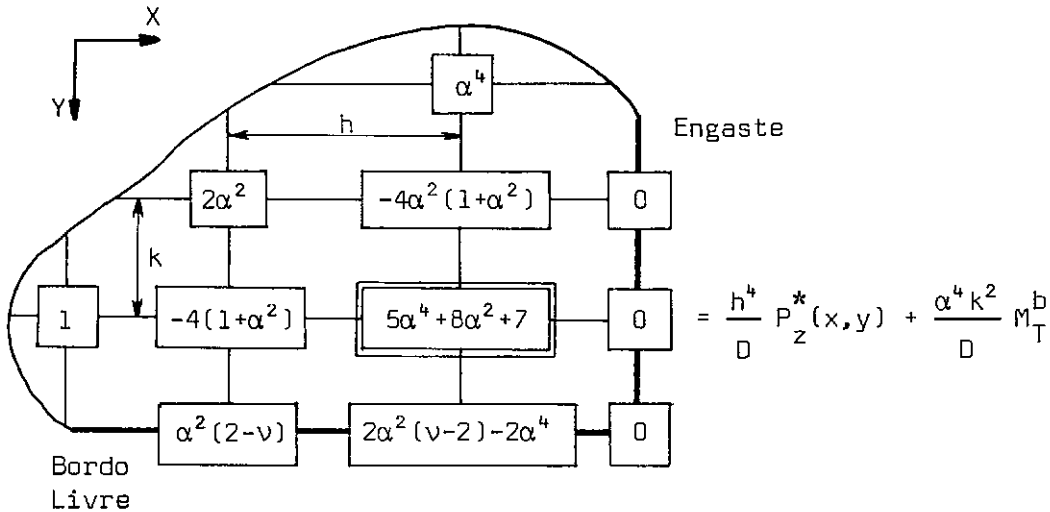 X
α⁴
Y
h
Engaste
2α²
-4α²(1+α²)
0
k
1
-4(1+α²)
5α⁴+8α²+7
0
= h⁴/D P*z(x,y) + α⁴k²/D MᵇT
α²(2-ν)
2α²(ν-2)-2α⁴
0
Bordo
Livre